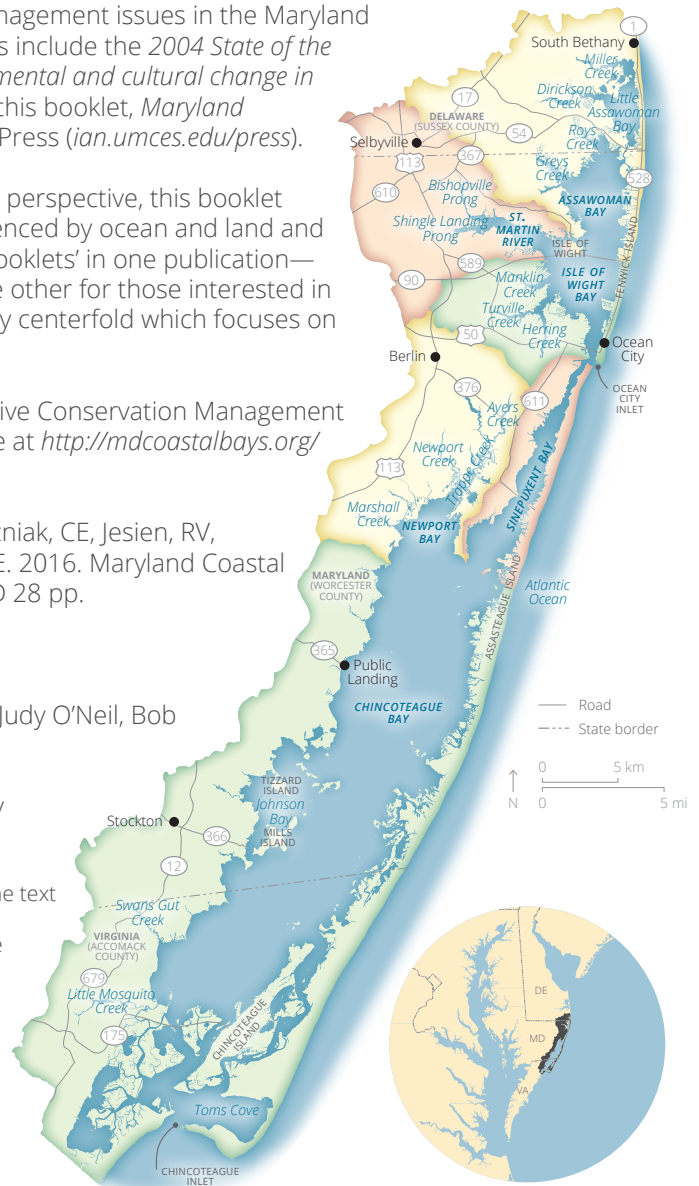 nagement issues in the Maryland
s include the 2004 State of the
mental and cultural change in
this booklet, Maryland
Press (ian.umces.edu/press).
perspective, this booklet
enced by ocean and land and
ooklets’ in one publication—
e other for those interested in
y centerfold which focuses on
ive Conservation Management
e at http://mdcoastalbays.org/
zniak, CE, Jesien, RV,
E. 2016. Maryland Coastal
D 28 pp.
Judy O’Neil, Bob
y
ne text
e
1
South Bethany
Miller
Creek
Dirickson
Creek
Little
Assawoman
Bay
17
DELAWARE
(SUSSEX COUNTY)
54
Roys
Creek
Selbyville
113
367
Greys
Creek
528
610
Bishopville
Prong
ASSAWOMAN
BAY
Shingle Landing
Prong
ST.
MARTIN
RIVER
ISLE OF
WIGHT
FENWICK ISLAND
589
90
Manklin
Creek
ISLE OF
WIGHT
BAY
Turville
Creek
Herring
Creek
50
Berlin
Ocean
City
OCEAN
CITY
INLET
376
611
Ayers
Creek
Newport
Creek
Trappe Creek
113
SINEPUXENT BAY
Marshall
Creek
NEWPORT
BAY
MARYLAND
(WORCESTER
COUNTY)
ASSATEAGUE ISLAND
Atlantic
Ocean
365
Public
Landing
CHINCOTEAGUE
BAY
Road
State border
0 5 km
N
0 5 mi
TIZZARD
ISLAND
Johnson
Bay
MILLS
ISLAND
Stockton
366
12
Swans Gut
Creek
VIRGINIA
(ACCOMACK
COUNTY)
679
Little Mosquito
Creek
175
CHINCOTEAGUE
ISLAND
Toms Cove
CHINCOTEAGUE
INLET
DE
MD
VA